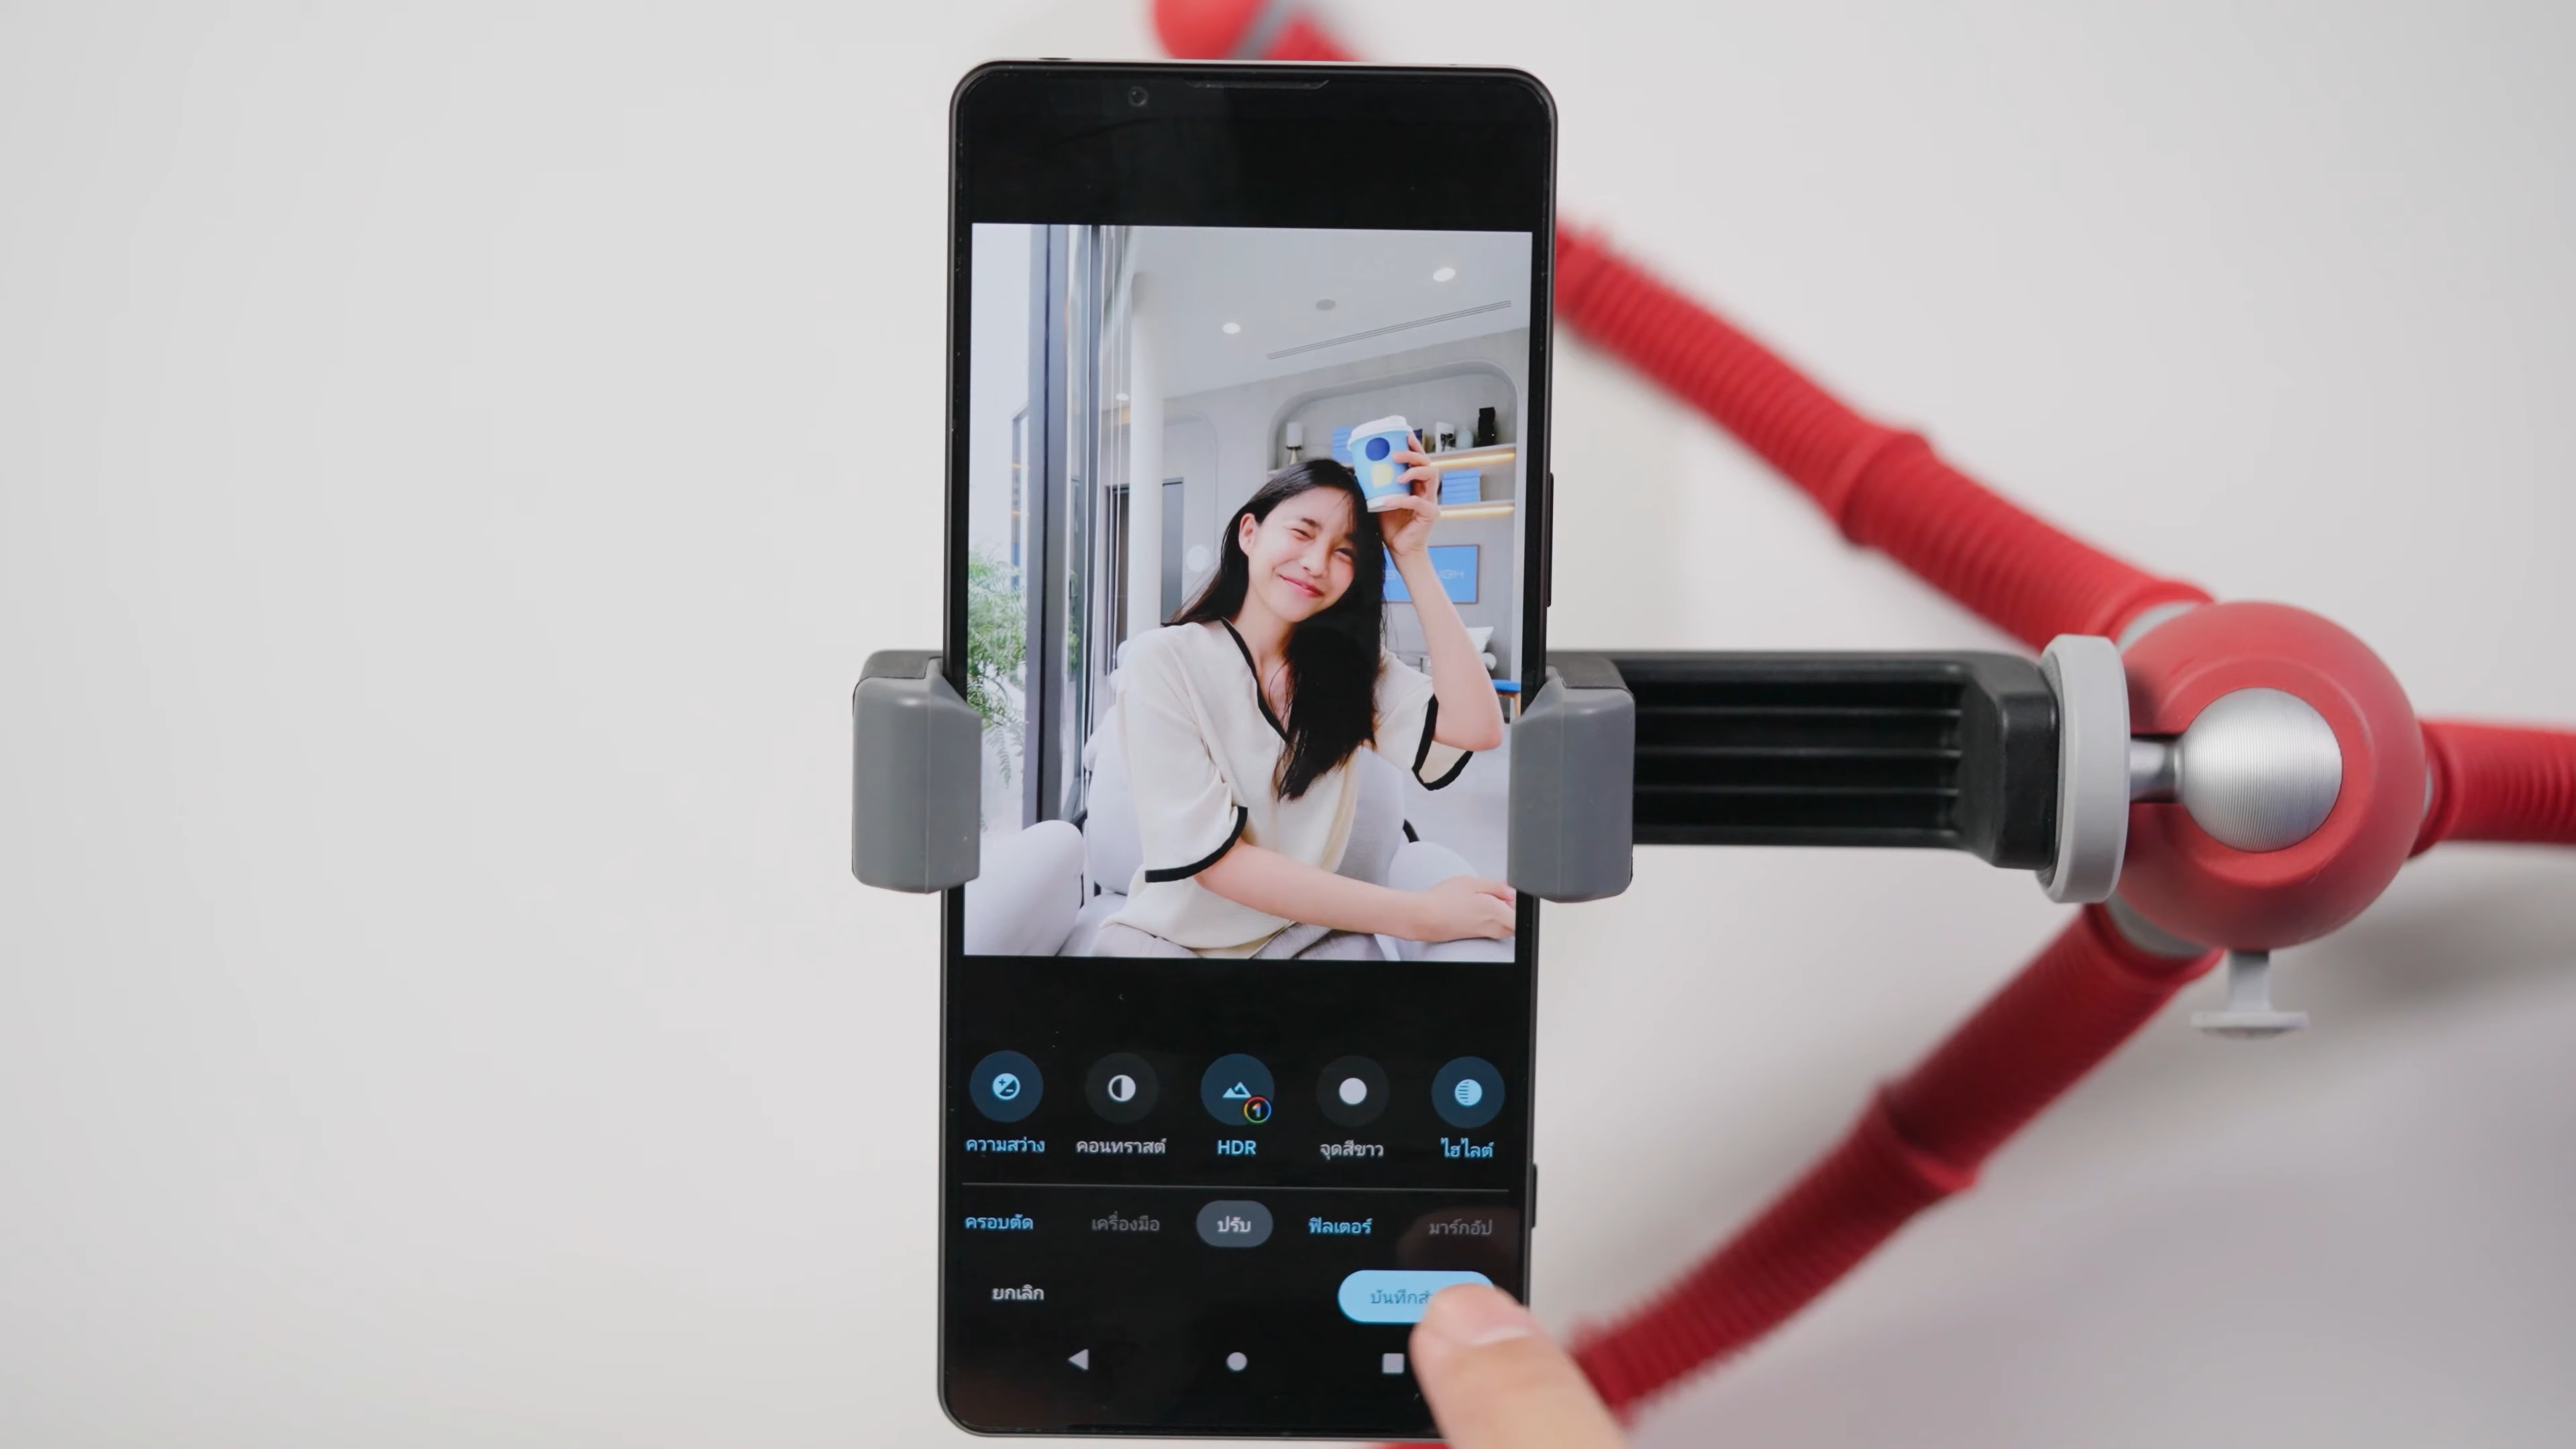 ความสว่าง คอนทราสต์ HDR จุดสีขาว ไฮไลต์
ครอบตัด เครื่องมือ ปรับ ฟิลเตอร์ มาร์กอัป
ยกเลิก